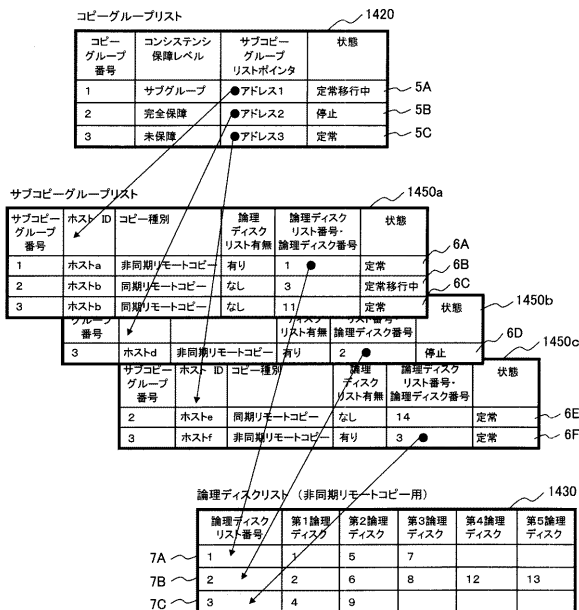 コピーグループリスト
1420
コピーグループ番号 コンシステンシ保障レベル サブコピーグループリストポインタ 状態
1 サブグループ アドレス1 定常移行中 5A
2 完全保障 アドレス2 停止 5B
3 未保障 アドレス3 定常 5C
サブコピーグループリスト
1450a
サブコピーグループ番号 ホスト ID コピー種別 論理ディスクリスト有無 論理ディスクリスト番号・論理ディスク番号 状態
1 ホストa 非同期リモートコピー 有り 1 定常 6A
2 ホストb 同期リモートコピー なし 3 定常移行中 6B
3 ホストb 同期リモートコピー なし 11 定常 6C
1450b
番号 リスト有無 論理ディスク番号 状態
3 ホストd 非同期リモートコピー 有り 2 停止 6D
1450c
サブコピーグループ番号 ホスト ID コピー種別 論理ディスクリスト有無 論理ディスクリスト番号・論理ディスク番号 状態
2 ホストe 同期リモートコピー なし 14 定常 6E
3 ホストf 非同期リモートコピー 有り 3 定常 6F
論理ディスクリスト (非同期リモートコピー用)
1430
論理ディスクリスト番号 第1論理ディスク 第2論理ディスク 第3論理ディスク 第4論理ディスク 第5論理ディスク
7A 1 1 5 7
7B 2 2 6 8 12 13
7C 3 4 9